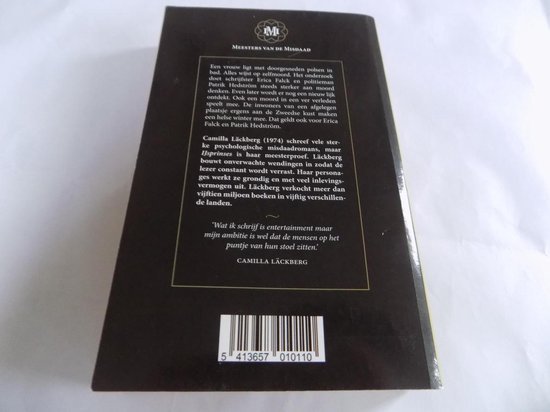 MM
MEESTERS VAN DE MISDAAD
Een vrouw ligt met doorgesneden polsen in
bad. Alles wijst op zelfmoord. Het onderzoek
doet schrijfster Erica Falck en politieman
Patrik Hedström steeds sterker aan moord
denken. Even later wordt er nog een nieuw lijk
ontdekt. Ook een moord in een ver verleden
speelt mee. De inwoners van een afgelegen
plaatsje ergens aan de Zweedse kust maken
een helse winter mee. Dat geldt ook voor Erica
Falck en Patrik Hedström.
Camilla Läckberg (1974) schreef vele ster-
ke psychologische misdaadromans, maar
IJsprinses is haar meesterproef. Läckberg
bouwt onverwachte wendingen in zodat de
lezer constant wordt verrast. Haar persona-
ges werkt ze grondig en met veel inlevings-
vermogen uit. Läckberg verkocht meer dan
vijftien miljoen boeken in vijftig verschillen-
de landen.
'Wat ik schrijf is entertainment maar
mijn ambitie is wel dat de mensen op het
puntje van hun stoel zitten.'
CAMILLA LÄCKBERG
5 413657 010110